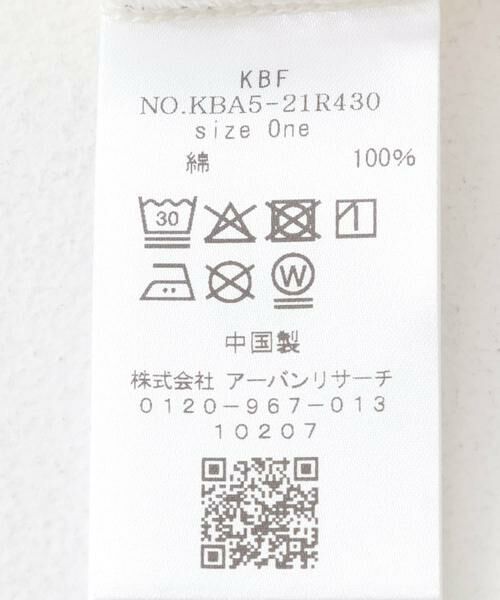 KBF
NO.KBA5-21R430
size One
綿 100%
30
W
中国製
株式会社 アーバンリサーチ
0120-967-013
10207